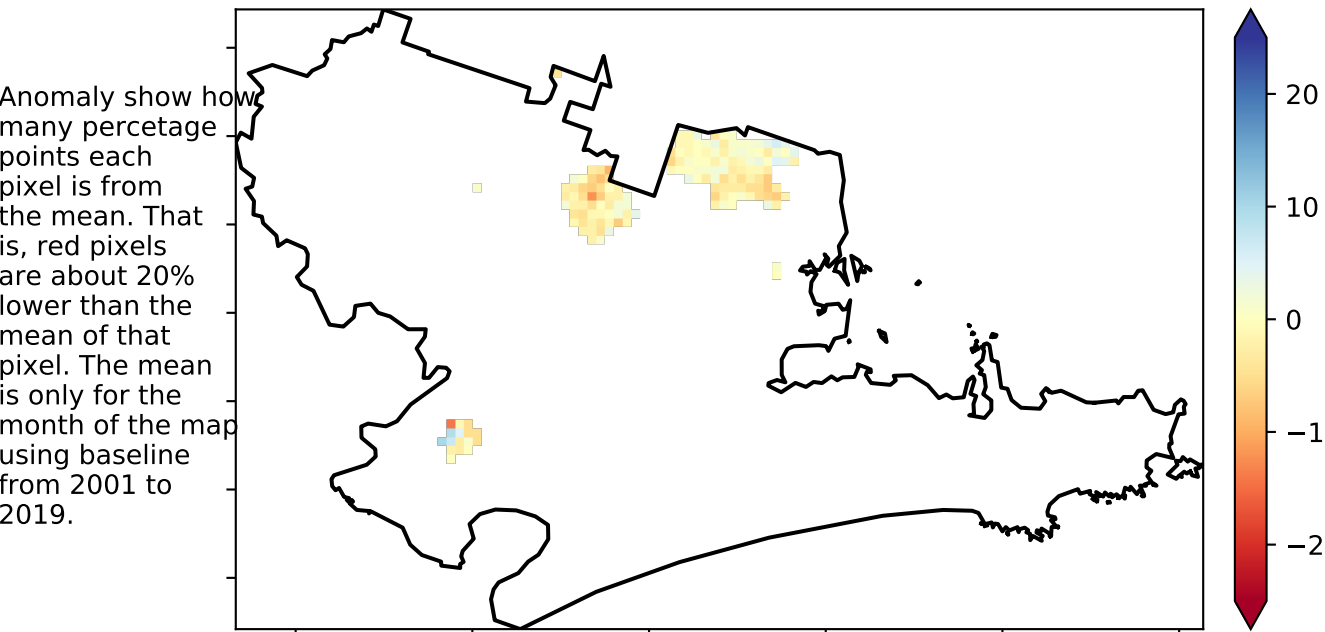 Anomaly show how
many percetage
points each
pixel is from
the mean. That
is, red pixels
are about 20%
lower than the
mean of that
pixel. The mean
is only for the
month of the map
using baseline
from 2001 to
2019.
20
10
0
−1
−2